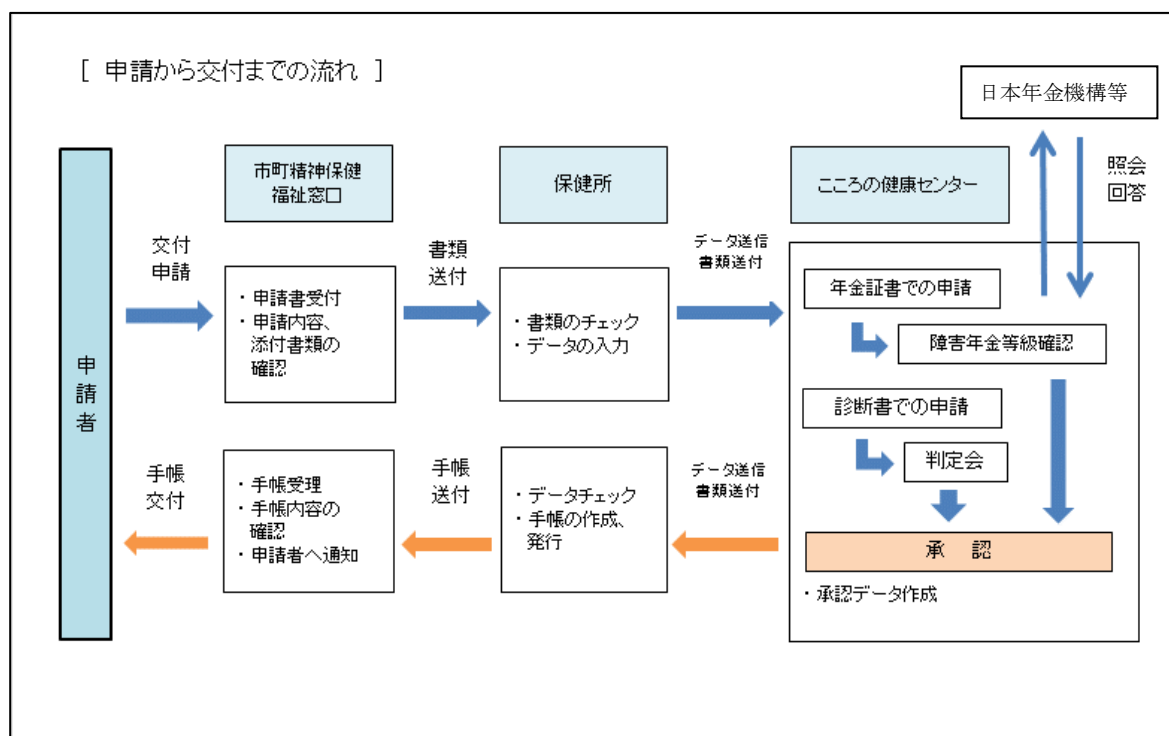 [ 申請から交付までの流れ ]
日本年金機構等
照会
回答
申請者
市町精神保健
福祉窓口
保健所
こころの健康センター
交付
申請
・申請書受付
・申請内容、
添付書類の
確認
書類
送付
・書類のチェック
・データの入力
データ送信
書類送付
年金証書での申請
障害年金等級確認
診断書での申請
判定会
承 認
・承認データ作成
データ送信
書類送付
・データチェック
・手帳の作成、
発行
手帳
送付
・手帳受理
・手帳内容の
確認
・申請者へ通知
手帳
交付